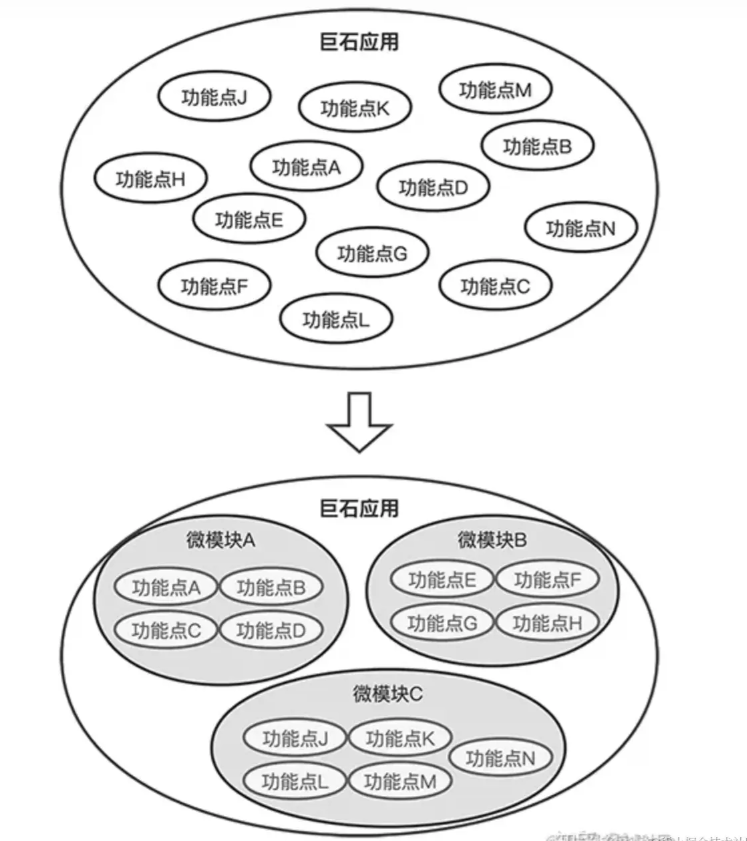 巨石应用
功能点J
功能点K
功能点M
功能点B
功能点H
功能点A
功能点D
功能点E
功能点N
功能点G
功能点F
功能点C
功能点L
巨石应用
微模块A
微模块B
功能点A 功能点B
功能点E 功能点F
功能点C 功能点D
功能点G 功能点H
微模块C
功能点J 功能点K
功能点N
功能点L 功能点M